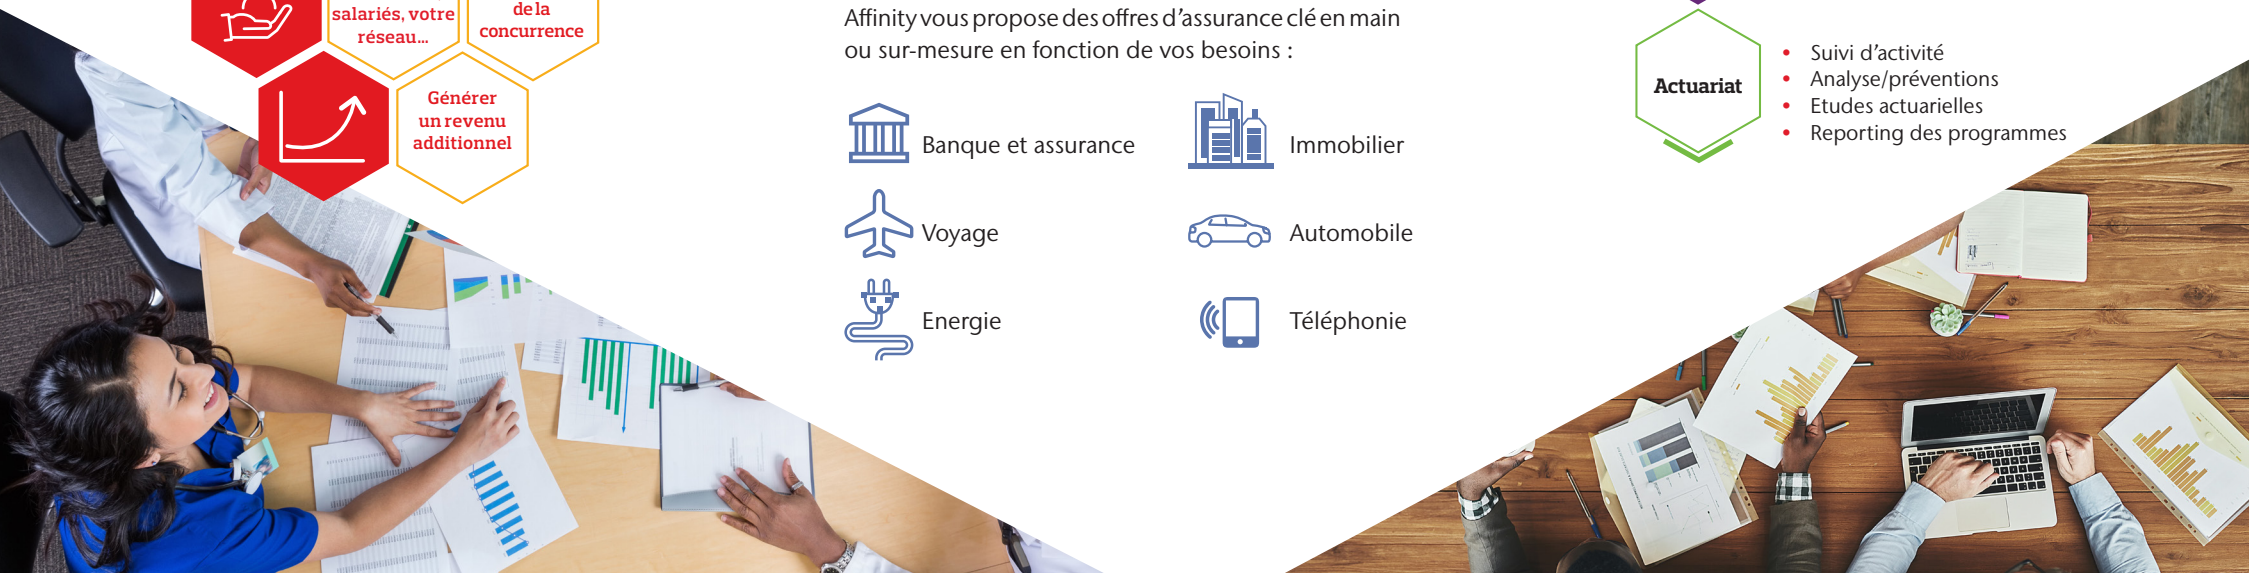 salariés, votre
réseau...
de la
concurrence
Générer
un revenu
additionnel
Affinity vous propose des offres d’assurance clé en main
ou sur-mesure en fonction de vos besoins :
Banque et assurance
Immobilier
Voyage
Automobile
Energie
Téléphonie
Actuariat
• Suivi d’activité
• Analyse/préventions
• Etudes actuarielles
• Reporting des programmes